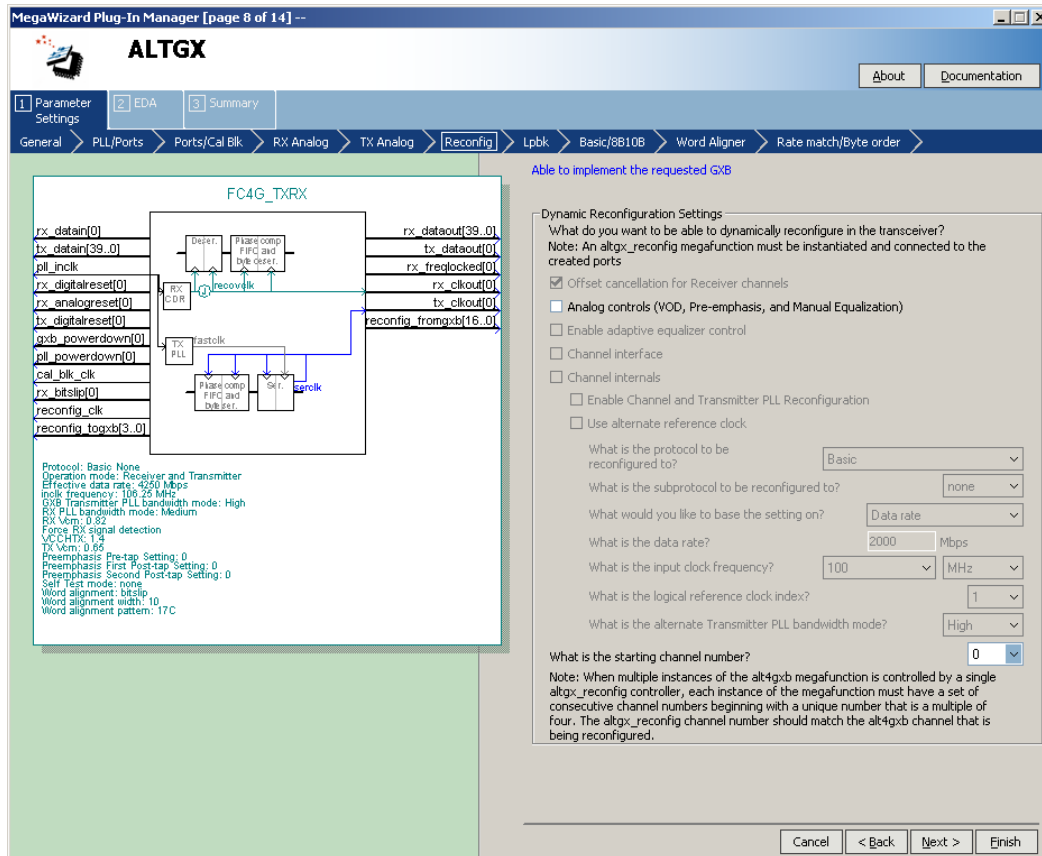 MegaWizard Plug-In Manager [page 8 of 14] --
ALTGX
About
Documentation
1 Parameter Settings
2 EDA
3 Summary
General
PLL/Ports
Ports/Cal Blk
RX Analog
TX Analog
Reconfig
Lpbk
Basic/8B10B
Word Aligner
Rate match/Byte order
FC4G_TXRX
rx_datain[0]
tx_datain[39..0]
pll_inclk
rx_digitalreset[0]
rx_analogreset[0]
tx_digitalreset[0]
gxb_powerdown[0]
pll_powerdown[0]
cal_blk_clk
rx_bitslip[0]
reconfig_clk
reconfig_togxb[3..0]
rx_dataout[39..0]
tx_dataout[0]
rx_freqlocked[0]
rx_clkout[0]
tx_clkout[0]
reconfig_fromgxb[16..0]
Deser.
Phase comp
FIFO and
byte deser.
RX
CDR
recovclk
TX
PLL
fastclk
Phase comp
FIFO and
byte ser.
Ser.
serclk
Protocol: Basic None
Operation mode: Receiver and Transmitter
Effective data rate: 4250 Mbps
inclk frequency: 106.25 MHz
GXB Transmitter PLL bandwidth mode: High
RX PLL bandwidth mode: Medium
RX Vcm: 0.82
Force RX signal detection
VCCHTX: 1.4
TX Vcm: 0.65
Preemphasis Pre-tap Setting: 0
Preemphasis First Post-tap Setting: 0
Preemphasis Second Post-tap Setting: 0
Self Test mode: none
Word alignment: bitslip
Word alignment width: 10
Word alignment pattern: 17C
Able to implement the requested GXB
Dynamic Reconfiguration Settings
What do you want to be able to dynamically reconfigure in the transceiver?
Note: An altgx_reconfig megafunction must be instantiated and connected to the
created ports
Offset cancellation for Receiver channels
Analog controls (VOD, Pre-emphasis, and Manual Equalization)
Enable adaptive equalizer control
Channel interface
Channel internals
Enable Channel and Transmitter PLL Reconfiguration
Use alternate reference clock
What is the protocol to be
reconfigured to?
Basic
What is the subprotocol to be reconfigured to?
none
What would you like to base the setting on?
Data rate
What is the data rate?
2000
Mbps
What is the input clock frequency?
100
MHz
What is the logical reference clock index?
1
What is the alternate Transmitter PLL bandwidth mode?
High
What is the starting channel number?
0
Note: When multiple instances of the alt4gxb megafunction is controlled by a single
altgx_reconfig controller, each instance of the megafunction must have a set of
consecutive channel numbers beginning with a unique number that is a multiple of
four. The altgx_reconfig channel number should match the alt4gxb channel that is
being reconfigured.
Cancel
< Back
Next >
Finish